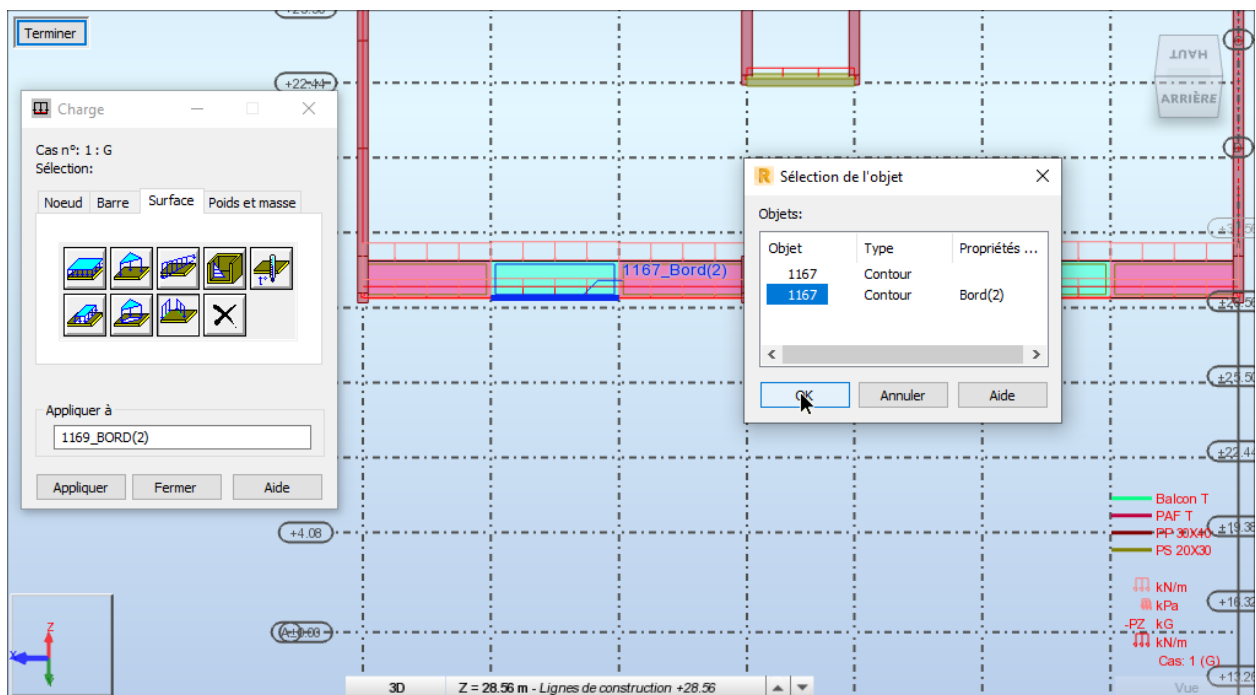 Terminer
+22.44
HAUT
ARRIÈRE
Charge
Cas n°: 1 : G
Sélection:
Noeud Barre Surface Poids et masse
t°
Appliquer à
1169_BORD(2)
Appliquer Fermer Aide
Sélection de l'objet
Objets:
Objet Type Propriétés ...
1167 Contour
1167 Contour Bord(2)
OK Annuler Aide
1167_Bord(2)
+25.50
+22.44
+19.38
+16.32
+4.08
Balcon T
PAF T
PP 30X40
PS 20X30
kN/m
kPa
-PZ kG
kN/m
Cas: 1 (G)
Z
X
3D Z = 28.56 m - Lignes de construction +28.56
Vue